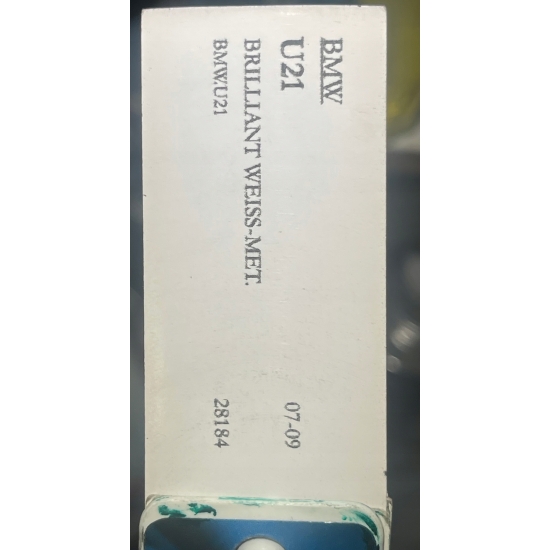 BMW
U21 07-09
BRILLIANT WEISS-MET.
BMW.U21 28184